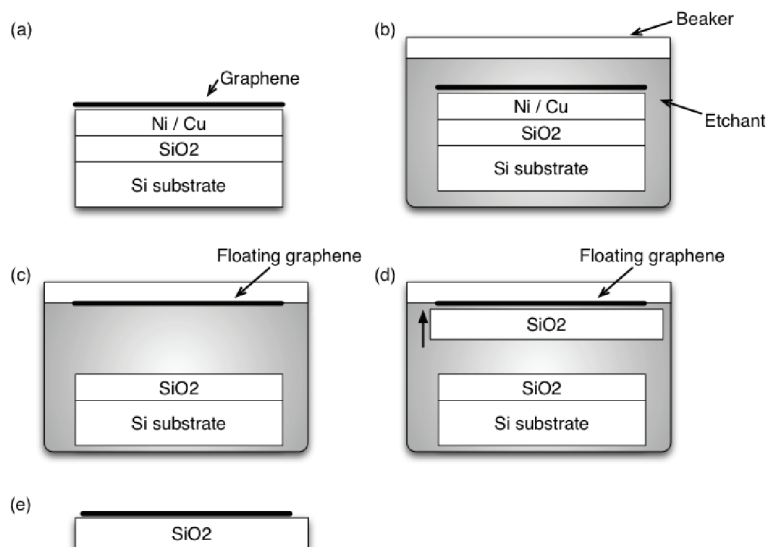 (a)
Graphene
Ni / Cu
SiO2
Si substrate
(b)
Beaker
Etchant
Ni / Cu
SiO2
Si substrate
(c)
Floating graphene
SiO2
Si substrate
(d)
Floating graphene
SiO2
SiO2
Si substrate
(e)
SiO2